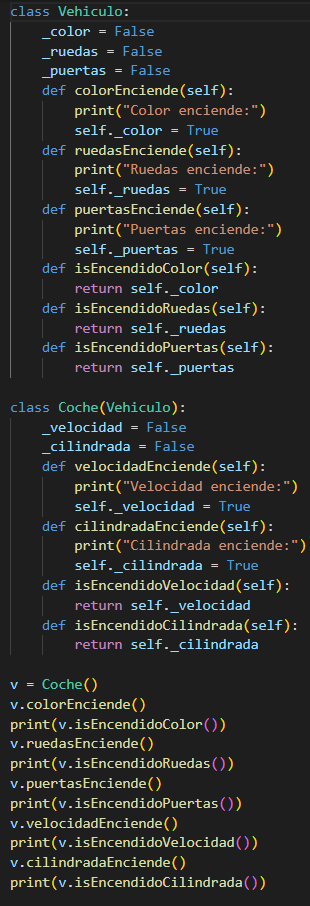 class Vehiculo:
    _color = False
    _ruedas = False
    _puertas = False
    def colorEnciende(self):
        print("Color enciende:")
        self._color = True
    def ruedasEnciende(self):
        print("Ruedas enciende:")
        self._ruedas = True
    def puertasEnciende(self):
        print("Puertas enciende:")
        self._puertas = True
    def isEncendidoColor(self):
        return self._color
    def isEncendidoRuedas(self):
        return self._ruedas
    def isEncendidoPuertas(self):
        return self._puertas

class Coche(Vehiculo):
    _velocidad = False
    _cilindrada = False
    def velocidadEnciende(self):
        print("Velocidad enciende:")
        self._velocidad = True
    def cilindradaEnciende(self):
        print("Cilindrada enciende:")
        self._cilindrada = True
    def isEncendidoVelocidad(self):
        return self._velocidad
    def isEncendidoCilindrada(self):
        return self._cilindrada

v = Coche()
v.colorEnciende()
print(v.isEncendidoColor())
v.ruedasEnciende()
print(v.isEncendidoRuedas())
v.puertasEnciende()
print(v.isEncendidoPuertas())
v.velocidadEnciende()
print(v.isEncendidoVelocidad())
v.cilindradaEnciende()
print(v.isEncendidoCilindrada())